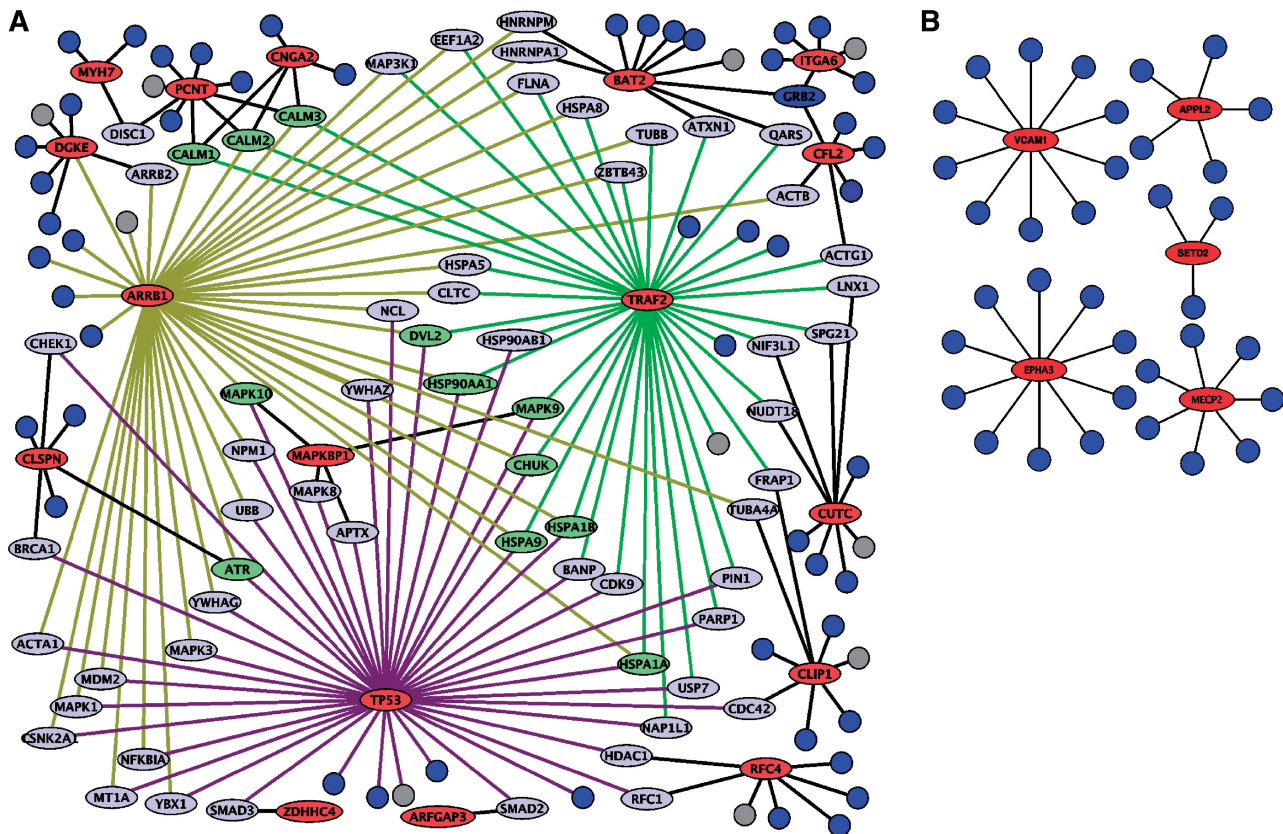 A
B
HNRNPM
CNGA2
EEF1A2
HNRNPA1
MAP3K1
ITGA6
MYH7
BAT2
PCNT
FLNA
GRB2
HSPA8
CALM3
DISC1
ATXN1
QARS
TUBB
CALM2
DGKE
CALM1
CFL2
ARRB2
ZBTB43
ACTB
ACTG1
HSPA5
LNX1
ARRB1
CLTC
TRAF2
NCL
SPG21
DVL2
HSP90AB1
CHEK1
NIF3L1
HSP90AA1
YWHAZ
MAPK10
MAPK9
NUDT18
NPM1
MAPKBP1
CLSPN
CHUK
FRAP1
MAPK8
UBB
TUBA4A
CUTC
HSPA1B
APTX
HSPA9
BRCA1
ATR
BANP
CDK9
PIN1
YWHAG
PARP1
ACTA1
MAPK3
HSPA1A
CLIP1
MDM2
USP7
TP53
MAPK1
CDC42
NAP1L1
CSNK2A1
NFKBIA
HDAC1
RFC4
MT1A
YBX1
RFC1
SMAD3
ZDHHC4
ARFGAP3
SMAD2
VCAM1
APPL2
SETD2
EPHA3
MECP2